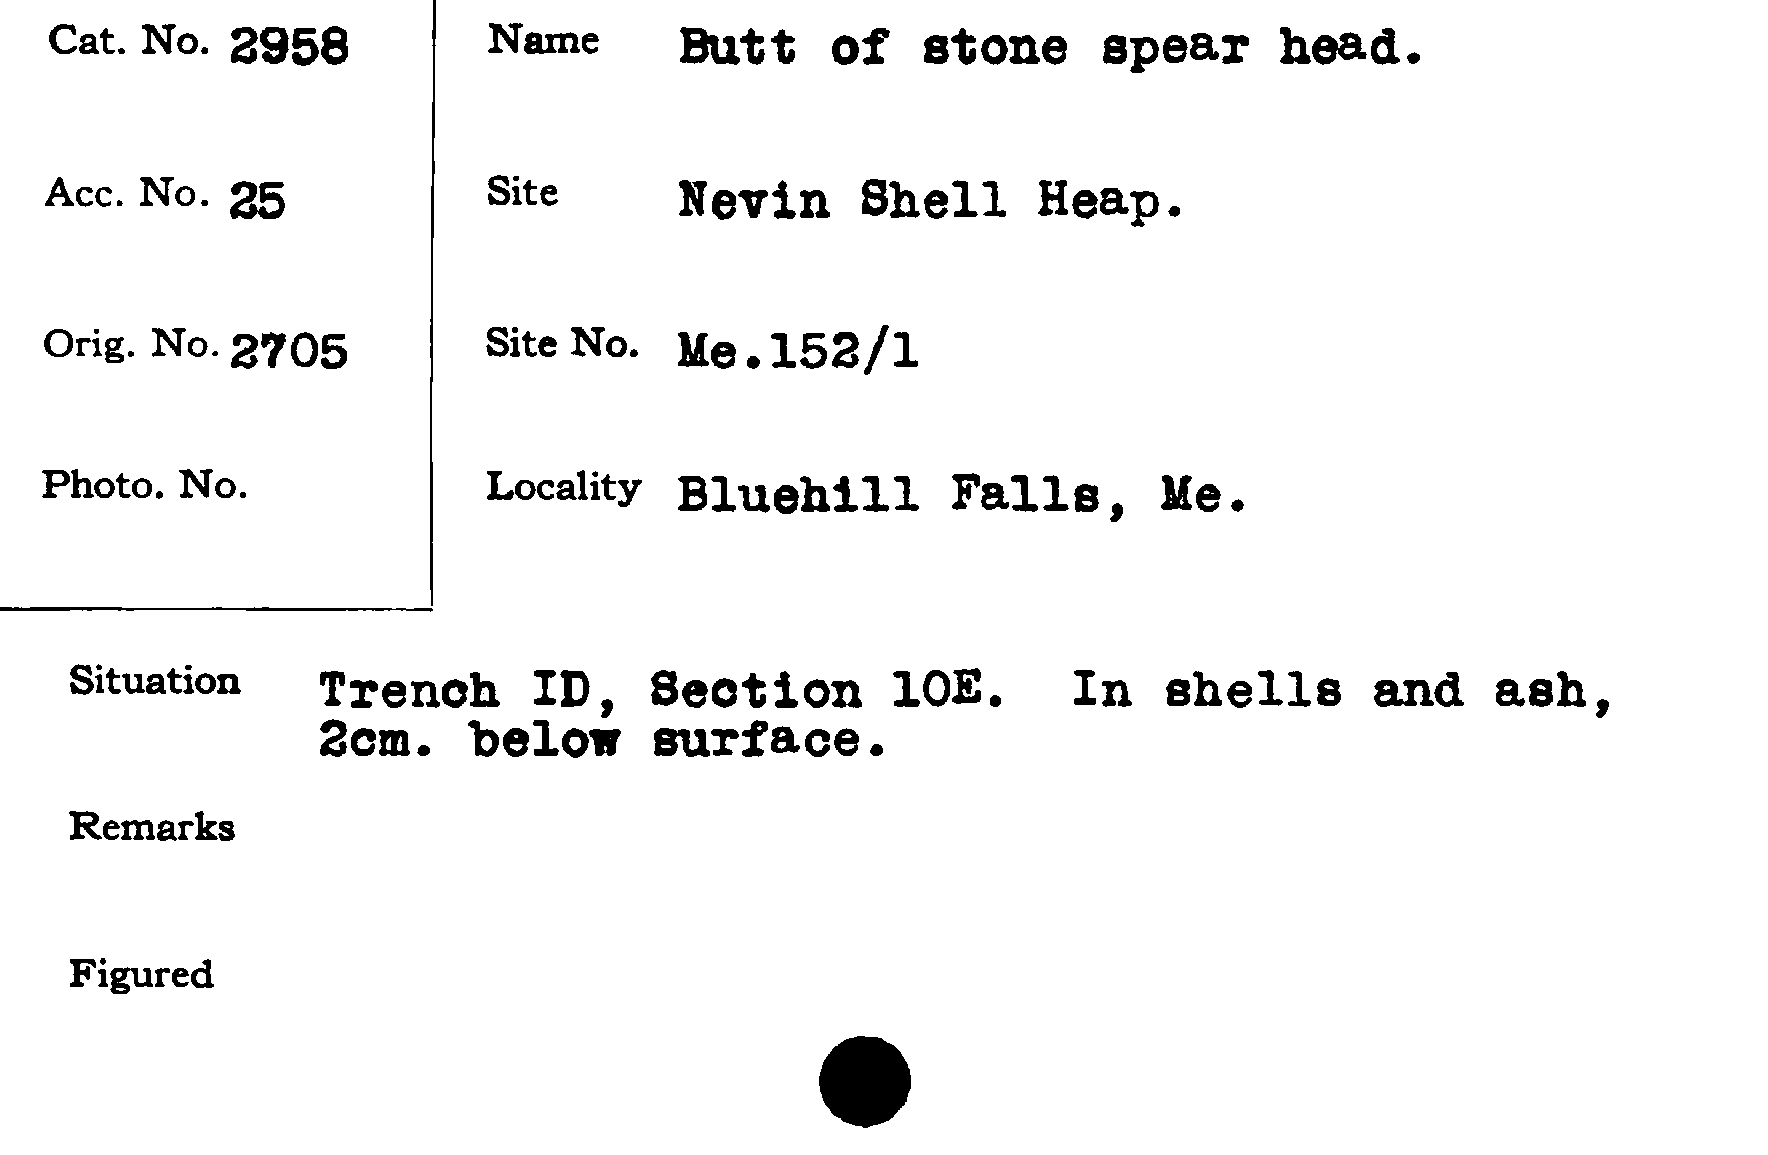 Cat. No. 2958
Name Butt of stone spear head.
Acc. No. 25
Site Nevin Shell Heap.
Orig. No. 2705
Site No. Me.152/1
Photo. No.
Locality Bluehill Falls, Me.
Situation Trench ID, Section 10E. In shells and ash,
2cm. below surface.
Remarks
Figured